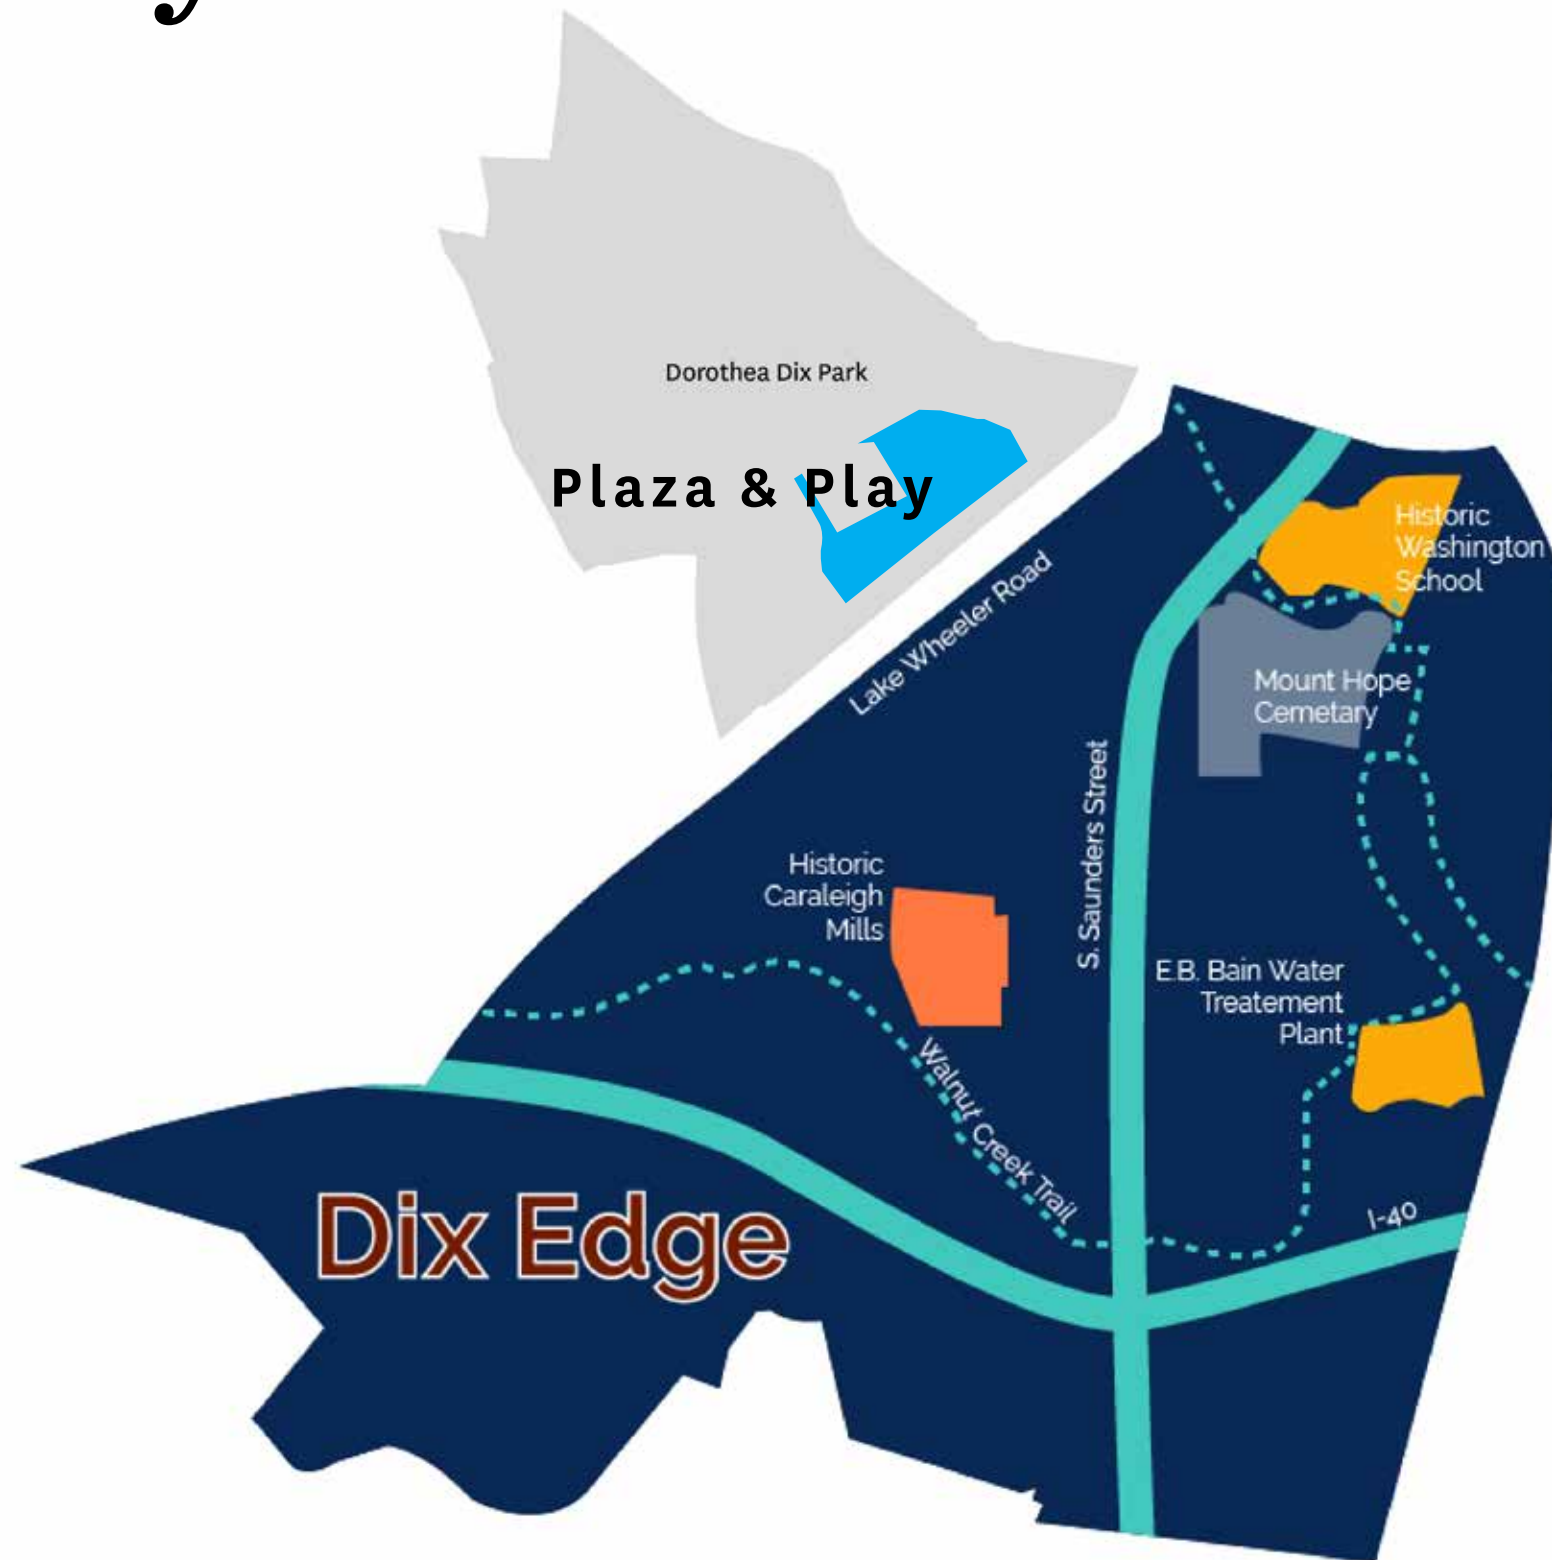 y
Dorothea Dix Park
Plaza & Play
Historic
Washington
School
Lake Wheeler Road
Mount Hope
Cemetary
S. Saunders Street
Historic
Caraleigh
Mills
E.B. Bain Water
Treatement
Plant
Walnut Creek Trail
I-40
Dix Edge